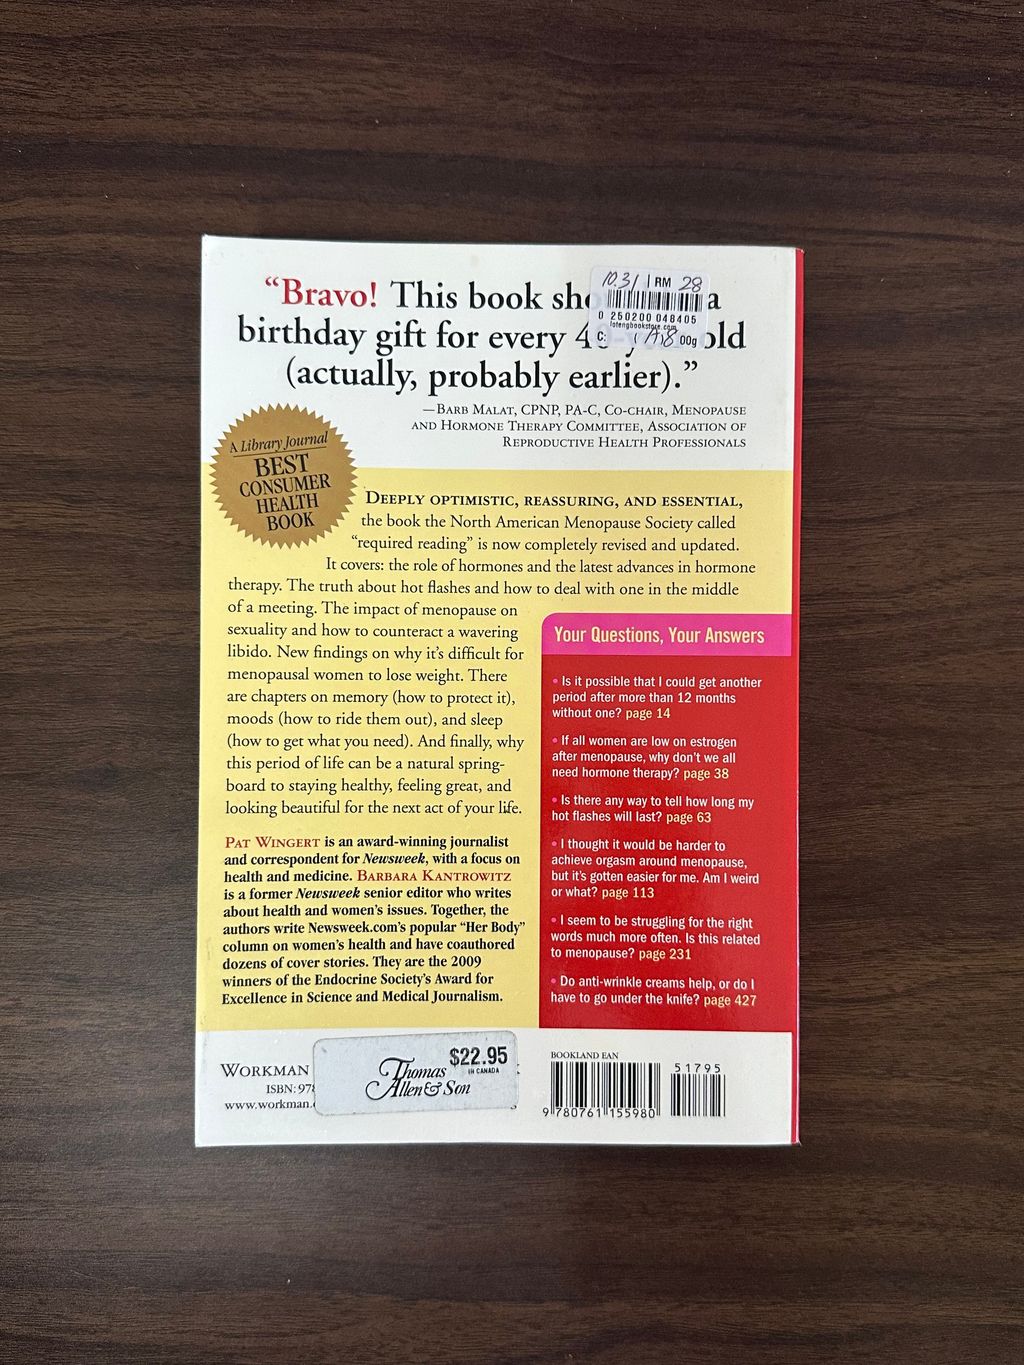 “Bravo! This book sho a
birthday gift for every 4 old
(actually, probably earlier).”
—Barb Malat, CPNP, PA-C, Co-chair, Menopause
and Hormone Therapy Committee, Association of
Reproductive Health Professionals
10.31 RM 28
0 250200 048405
lotengbookstore.com
C: 00g
A Library Journal
BEST
CONSUMER
HEALTH
BOOK
Deeply optimistic, reassuring, and essential,
the book the North American Menopause Society called
“required reading” is now completely revised and updated.
It covers: the role of hormones and the latest advances in hormone
therapy. The truth about hot flashes and how to deal with one in the middle
of a meeting. The impact of menopause on
sexuality and how to counteract a wavering
libido. New findings on why it’s difficult for
menopausal women to lose weight. There
are chapters on memory (how to protect it),
moods (how to ride them out), and sleep
(how to get what you need). And finally, why
this period of life can be a natural spring-
board to staying healthy, feeling great, and
looking beautiful for the next act of your life.
Pat Wingert is an award-winning journalist
and correspondent for Newsweek, with a focus on
health and medicine. Barbara Kantrowitz
is a former Newsweek senior editor who writes
about health and women’s issues. Together, the
authors write Newsweek.com’s popular “Her Body”
column on women’s health and have coauthored
dozens of cover stories. They are the 2009
winners of the Endocrine Society’s Award for
Excellence in Science and Medical Journalism.
Your Questions, Your Answers
• Is it possible that I could get another
period after more than 12 months
without one? page 14
• If all women are low on estrogen
after menopause, why don’t we all
need hormone therapy? page 38
• Is there any way to tell how long my
hot flashes will last? page 63
• I thought it would be harder to
achieve orgasm around menopause,
but it’s gotten easier for me. Am I weird
or what? page 113
• I seem to be struggling for the right
words much more often. Is this related
to menopause? page 231
• Do anti-wrinkle creams help, or do I
have to go under the knife? page 427
Workman
ISBN: 978
www.workman.
$22.95
IN CANADA
Thomas
Allen & Son
BOOKLAND EAN
51795
9 780761 155980